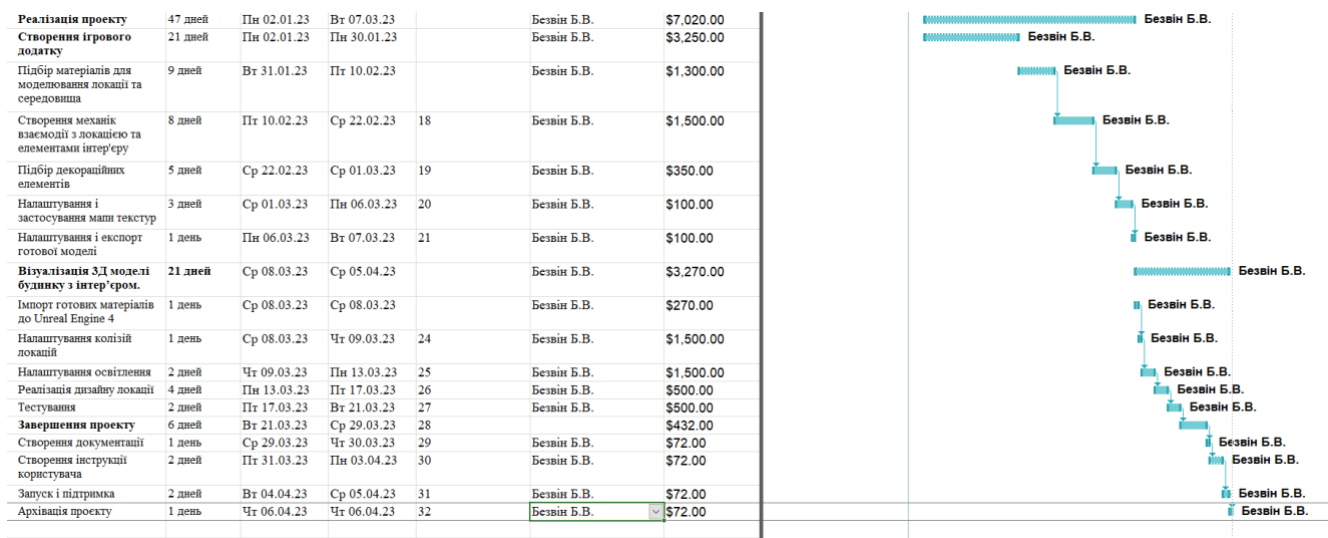 Реалізація проекту 47 дней Пн 02.01.23 Вт 07.03.23 Безвін Б.В. $7,020.00 Безвін Б.В.
Створення ігрового 21 дней Пн 02.01.23 Пн 30.01.23 Безвін Б.В. $3,250.00 Безвін Б.В.
додатку
Підбір матеріалів для 9 дней Вт 31.01.23 Пт 10.02.23 Безвін Б.В. $1,300.00 Безвін Б.В.
моделювання локації та
середовиша
Створення механік 8 дней Пт 10.02.23 Ср 22.02.23 18 Безвін Б.В. $1,500.00 Безвін Б.В.
взаємодії з локацією та
елементами інтер'єру
Підбір декораційних 5 дней Ср 22.02.23 Ср 01.03.23 19 Безвін Б.В. $350.00 Безвін Б.В.
елементів
Налаштування і 3 дней Ср 01.03.23 Пн 06.03.23 20 Безвін Б.В. $100.00 Безвін Б.В.
застосування мапи текстур
Налаштування і експорт 1 день Пн 06.03.23 Вт 07.03.23 21 Безвін Б.В. $100.00 Безвін Б.В.
готової моделі
Візуалізація 3Д моделі 21 дней Ср 08.03.23 Ср 05.04.23 Безвін Б.В. $3,270.00 Безвін Б.В.
будинку з інтер’єром.
Імпорт готових матеріалів 1 день Ср 08.03.23 Ср 08.03.23 Безвін Б.В. $270.00 Безвін Б.В.
до Unreal Engine 4
Налаштування колізій 1 день Ср 08.03.23 Чт 09.03.23 24 Безвін Б.В. $1,500.00 Безвін Б.В.
локацій
Налаштування освітлення 2 дней Чт 09.03.23 Пн 13.03.23 25 Безвін Б.В. $1,500.00 Безвін Б.В.
Реалізація дизайну локації 4 дней Пн 13.03.23 Пт 17.03.23 26 Безвін Б.В. $500.00 Безвін Б.В.
Тестування 2 дней Пт 17.03.23 Вт 21.03.23 27 Безвін Б.В. $500.00 Безвін Б.В.
Завершення проекту 6 дней Вт 21.03.23 Ср 29.03.23 28 $432.00
Створення документації 1 день Ср 29.03.23 Чт 30.03.23 29 Безвін Б.В. $72.00 Безвін Б.В.
Створення інструкції 2 дней Пт 31.03.23 Пн 03.04.23 30 Безвін Б.В. $72.00 Безвін Б.В.
користувача
Запуск і підтримка 2 дней Вт 04.04.23 Ср 05.04.23 31 Безвін Б.В. $72.00 Безвін Б.В.
Архівація проєкту 1 день Чт 06.04.23 Чт 06.04.23 32 Безвін Б.В. $72.00 Безвін Б.В.